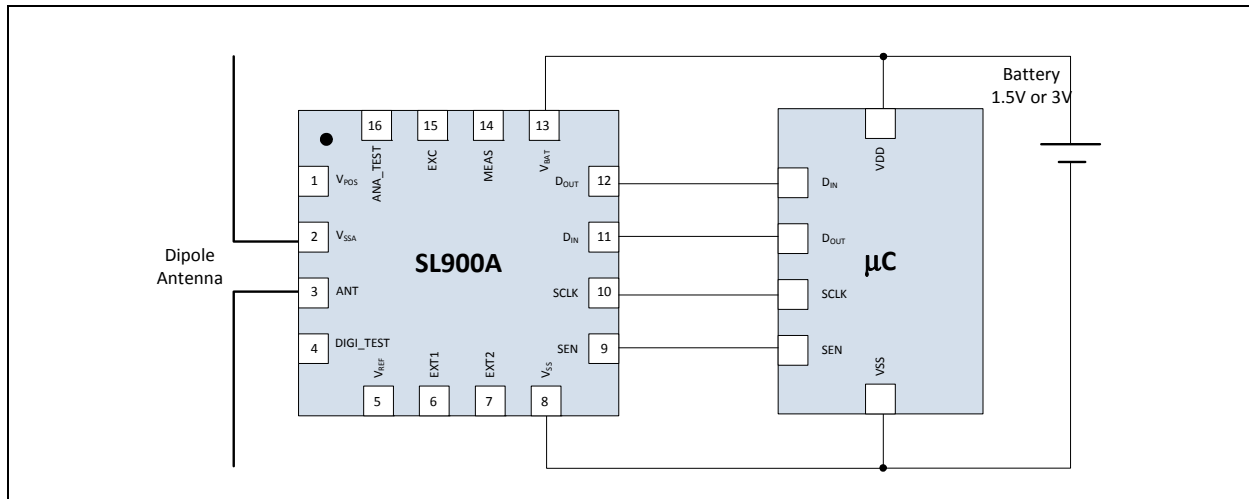 Battery
1.5V or 3V
16
15
14
13
ANA_TEST
EXC
MEAS
VBAT
VDD
1
VPOS
DOUT
12
DIN
2
VSSA
DIN
11
DOUT
Dipole
Antenna
SL900A
µC
3
ANT
SCLK
10
SCLK
4
DIGI_TEST
SEN
9
SEN
VREF
EXT1
EXT2
VSS
VSS
5
6
7
8